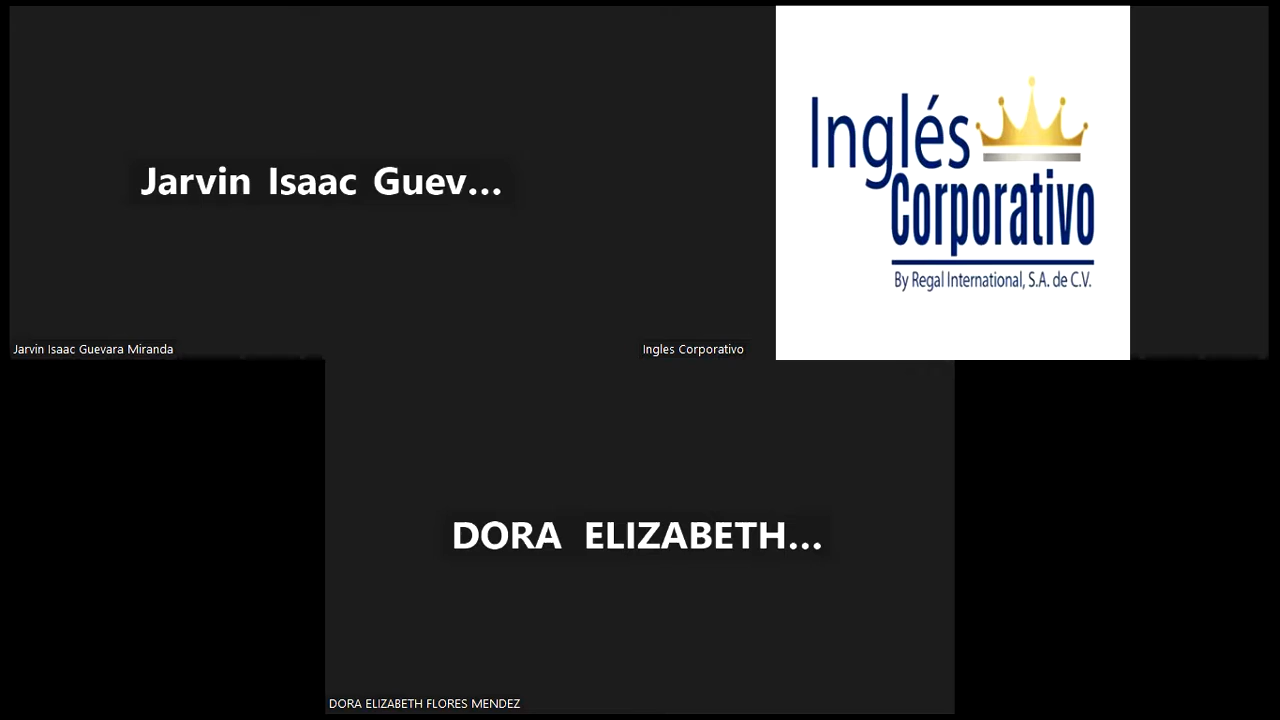 Jarvin Isaac Guev...
Jarvin Isaac Guevara Miranda
Inglés
Corporativo
By Regal International, S.A. de C.V.
Ingles Corporativo
DORA ELIZABETH...
DORA ELIZABETH FLORES MENDEZ